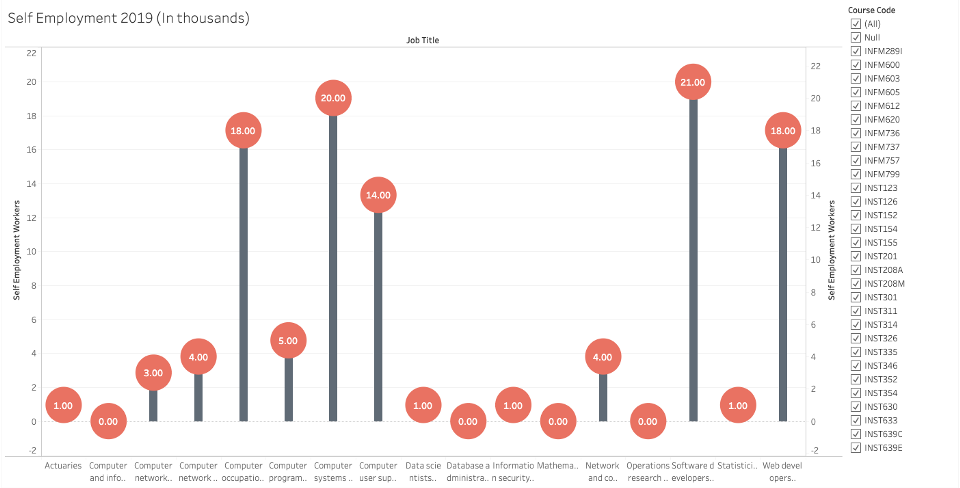 Self Employment 2019 (In thousands)
Job Title
Self Employment Workers
22
20
18
16
14
12
10
8
6
4
2
0
-2
1.00
0.00
3.00
4.00
18.00
5.00
20.00
14.00
1.00
0.00
1.00
0.00
4.00
0.00
21.00
1.00
18.00
22
20
18
16
14
12
10
8
6
4
2
0
-2
Self Employment Workers
Actuaries
Computer
and info..
Computer
network..
Computer
network ..
Computer
occupatio..
Computer
program..
Computer
systems ..
Computer
user sup..
Data scie
ntists..
Database a
dministra..
Informatio
n security..
Mathema..
Network
and co..
Operations
research ..
Software d
evelopers..
Statistici..
Web devel
opers..
Course Code
(All)
Null
INFM289I
INFM600
INFM603
INFM605
INFM612
INFM620
INFM736
INFM737
INFM757
INFM799
INST123
INST126
INST152
INST154
INST155
INST201
INST208A
INST208M
INST301
INST311
INST314
INST326
INST335
INST346
INST352
INST354
INST630
INST633
INST639C
INST639E